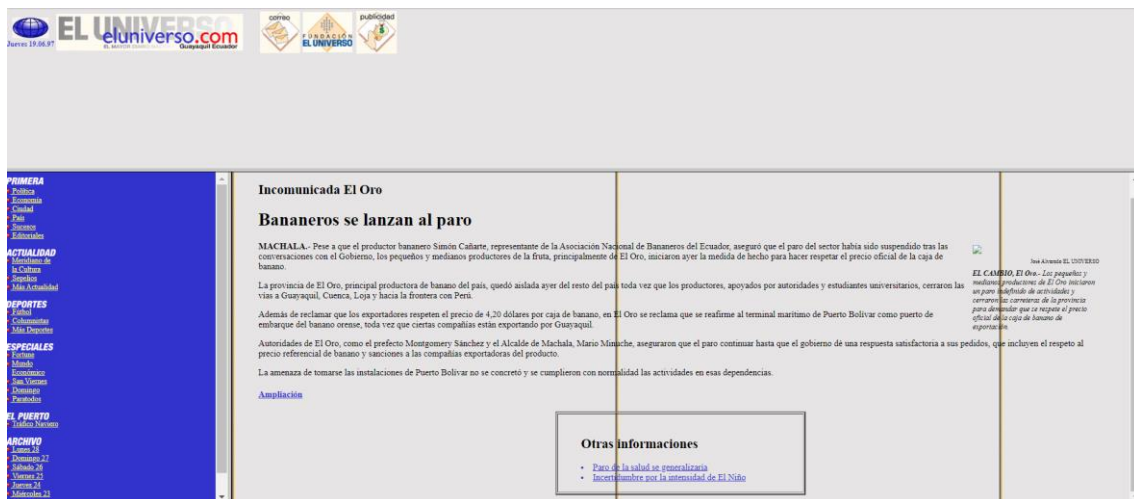 Jueves 19.06.97
EL UNIVERSO
eluniverso.com
EL MAYOR DIARIO
Guayaquil Ecuador
correo
FUNDACIÓN
EL UNIVERSO
publicidad
PRIMERA
Política
Economía
Ciudad
País
Sucesos
Editoriales
ACTUALIDAD
Meridiano de
la Cultura
Sepelios
Más Actualidad
DEPORTES
Fútbol
Columnistas
Más Deportes
ESPECIALES
Fortune
Mundo
Económico
San Viernes
Domingo
Paratodos
EL PUERTO
Tráfico Naviero
ARCHIVO
Lunes 28
Domingo 27
Sábado 26
Viernes 25
Jueves 24
Miércoles 23
Incomunicada El Oro
Bananeros se lanzan al paro
MACHALA.- Pese a que el productor bananero Simón Cañarte, representante de la Asociación Nacional de Bananeros del Ecuador, aseguró que el paro del sector había sido suspendido tras las
conversaciones con el Gobierno, los pequeños y medianos productores de la fruta, principalmente de El Oro, iniciaron ayer la medida de hecho para hacer respetar el precio oficial de la caja de
banano.
La provincia de El Oro, principal productora de banano del país, quedó aislada ayer del resto del país toda vez que los productores, apoyados por autoridades y estudiantes universitarios, cerraron las
vías a Guayaquil, Cuenca, Loja y hacia la frontera con Perú.
Además de reclamar que los exportadores respeten el precio de 4,20 dólares por caja de banano, en El Oro se reclama que se reafirme al terminal marítimo de Puerto Bolívar como puerto de
embarque del banano orense, toda vez que ciertas compañías están exportando por Guayaquil.
Autoridades de El Oro, como el prefecto Montgomery Sánchez y el Alcalde de Machala, Mario Minuche, aseguraron que el paro continuar hasta que el gobierno dé una respuesta satisfactoria a sus pedidos, que incluyen el respeto al
precio referencial de banano y sanciones a las compañías exportadoras del producto.
La amenaza de tomarse las instalaciones de Puerto Bolívar no se concretó y se cumplieron con normalidad las actividades en esas dependencias.
Ampliación
José Alvarado EL UNIVERSO
EL CAMBIO, El Oro.- Los pequeños y
medianos productores de El Oro iniciaron
un paro indefinido de actividades y
cerraron las carreteras de la provincia
para demandar que se respete el precio
oficial de la caja de banano de
exportación.
Otras informaciones
Paro de la salud se generalizaría
Incertidumbre por la intensidad de El Niño